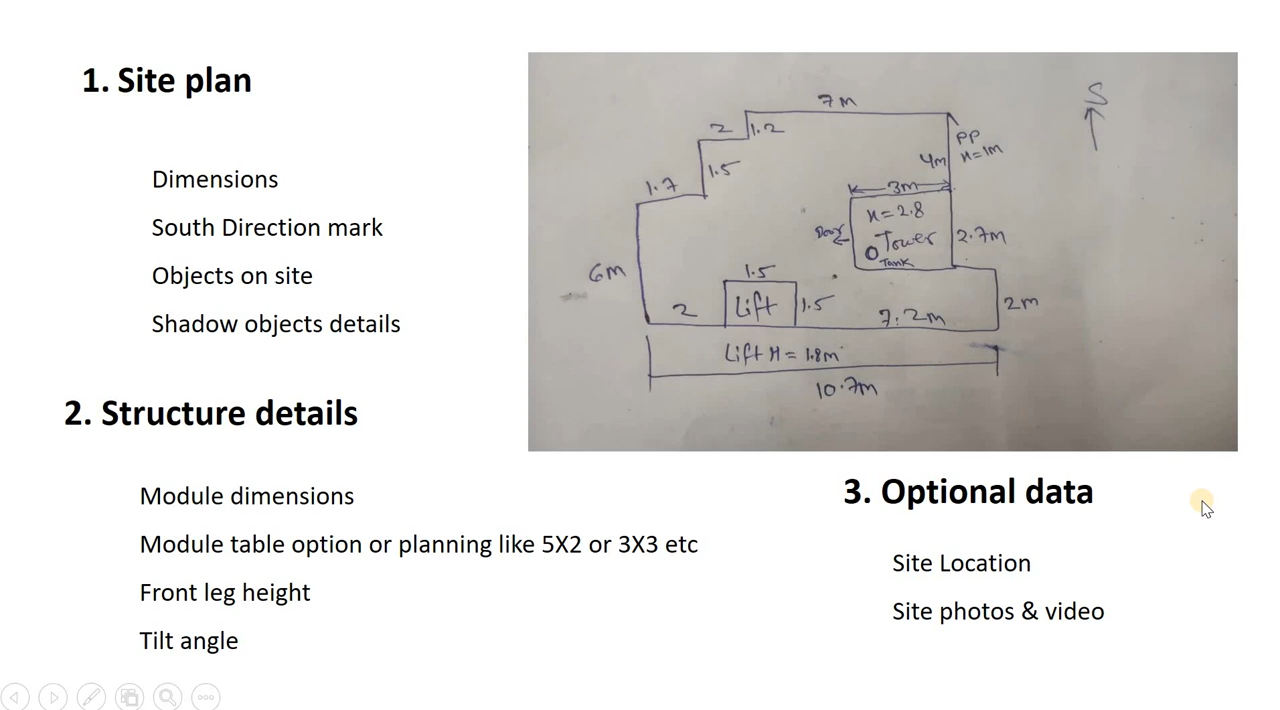 1. Site plan
Dimensions
South Direction mark
Objects on site
Shadow objects details
2. Structure details
Module dimensions
Module table option or planning like 5X2 or 3X3 etc
Front leg height
Tilt angle
7M
S
2
1.2
PP
H=1M
4m
1.5
1.7
3m
H=2.8
Door
Tower
2.7m
Tank
6M
1.5
Lift
1.5
2
7.2m
2m
Lift H = 1.8m
10.7m
3. Optional data
Site Location
Site photos & video